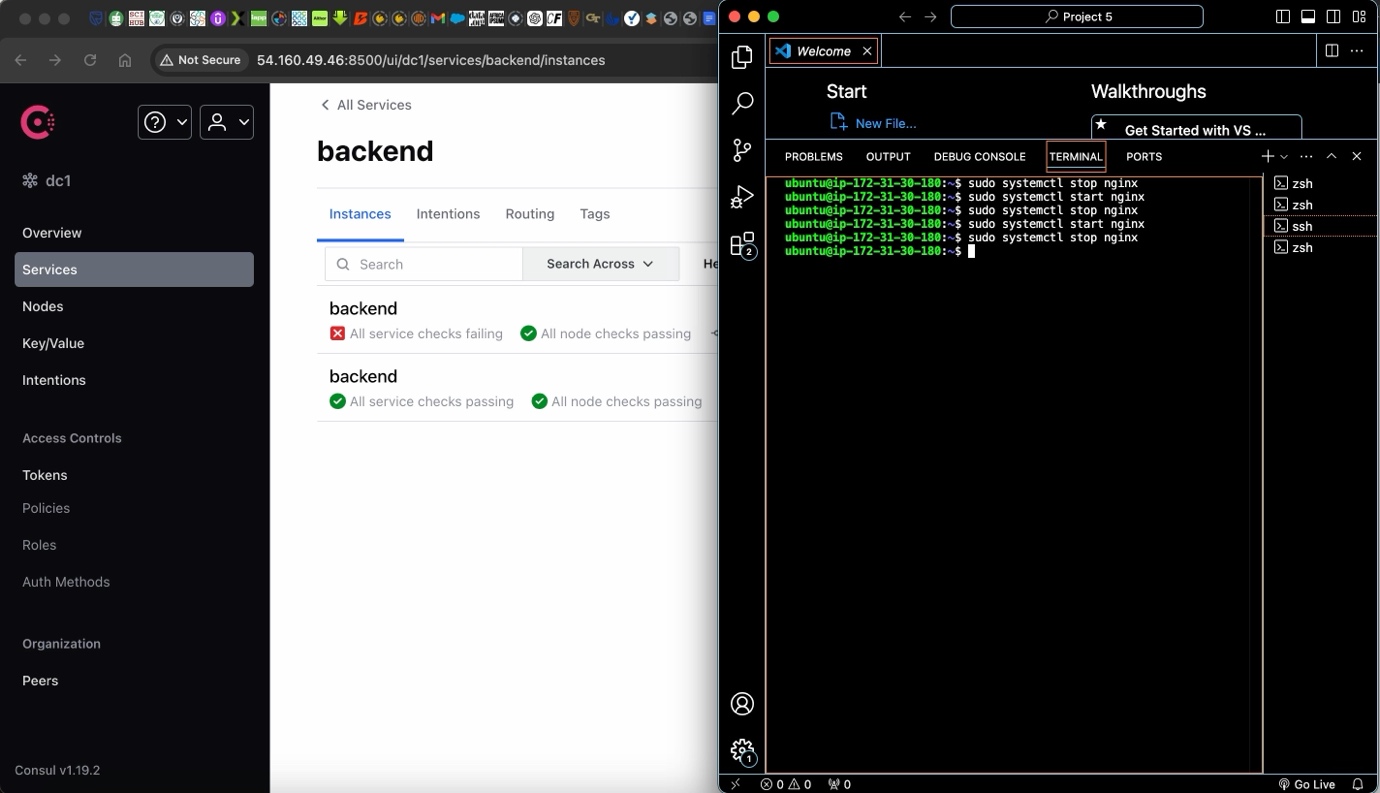 Not Secure
54.160.49.46:8500/ui/dc1/services/backend/instances
dc1
Overview
Services
Nodes
Key/Value
Intentions
Access Controls
Tokens
Policies
Roles
Auth Methods
Organization
Peers
Consul v1.19.2
All Services
backend
Instances Intentions Routing Tags
Search Search Across He
backend
All service checks failing All node checks passing
backend
All service checks passing All node checks passing
Project 5
Welcome
Start Walkthroughs
New File... Get Started with VS ...
PROBLEMS OUTPUT DEBUG CONSOLE TERMINAL PORTS
ubuntu@ip-172-31-30-180:~$ sudo systemctl stop nginx
ubuntu@ip-172-31-30-180:~$ sudo systemctl start nginx
ubuntu@ip-172-31-30-180:~$ sudo systemctl stop nginx
ubuntu@ip-172-31-30-180:~$ sudo systemctl start nginx
ubuntu@ip-172-31-30-180:~$ sudo systemctl stop nginx
ubuntu@ip-172-31-30-180:~$
zsh
zsh
ssh
zsh
2
1
0 0 0 Go Live